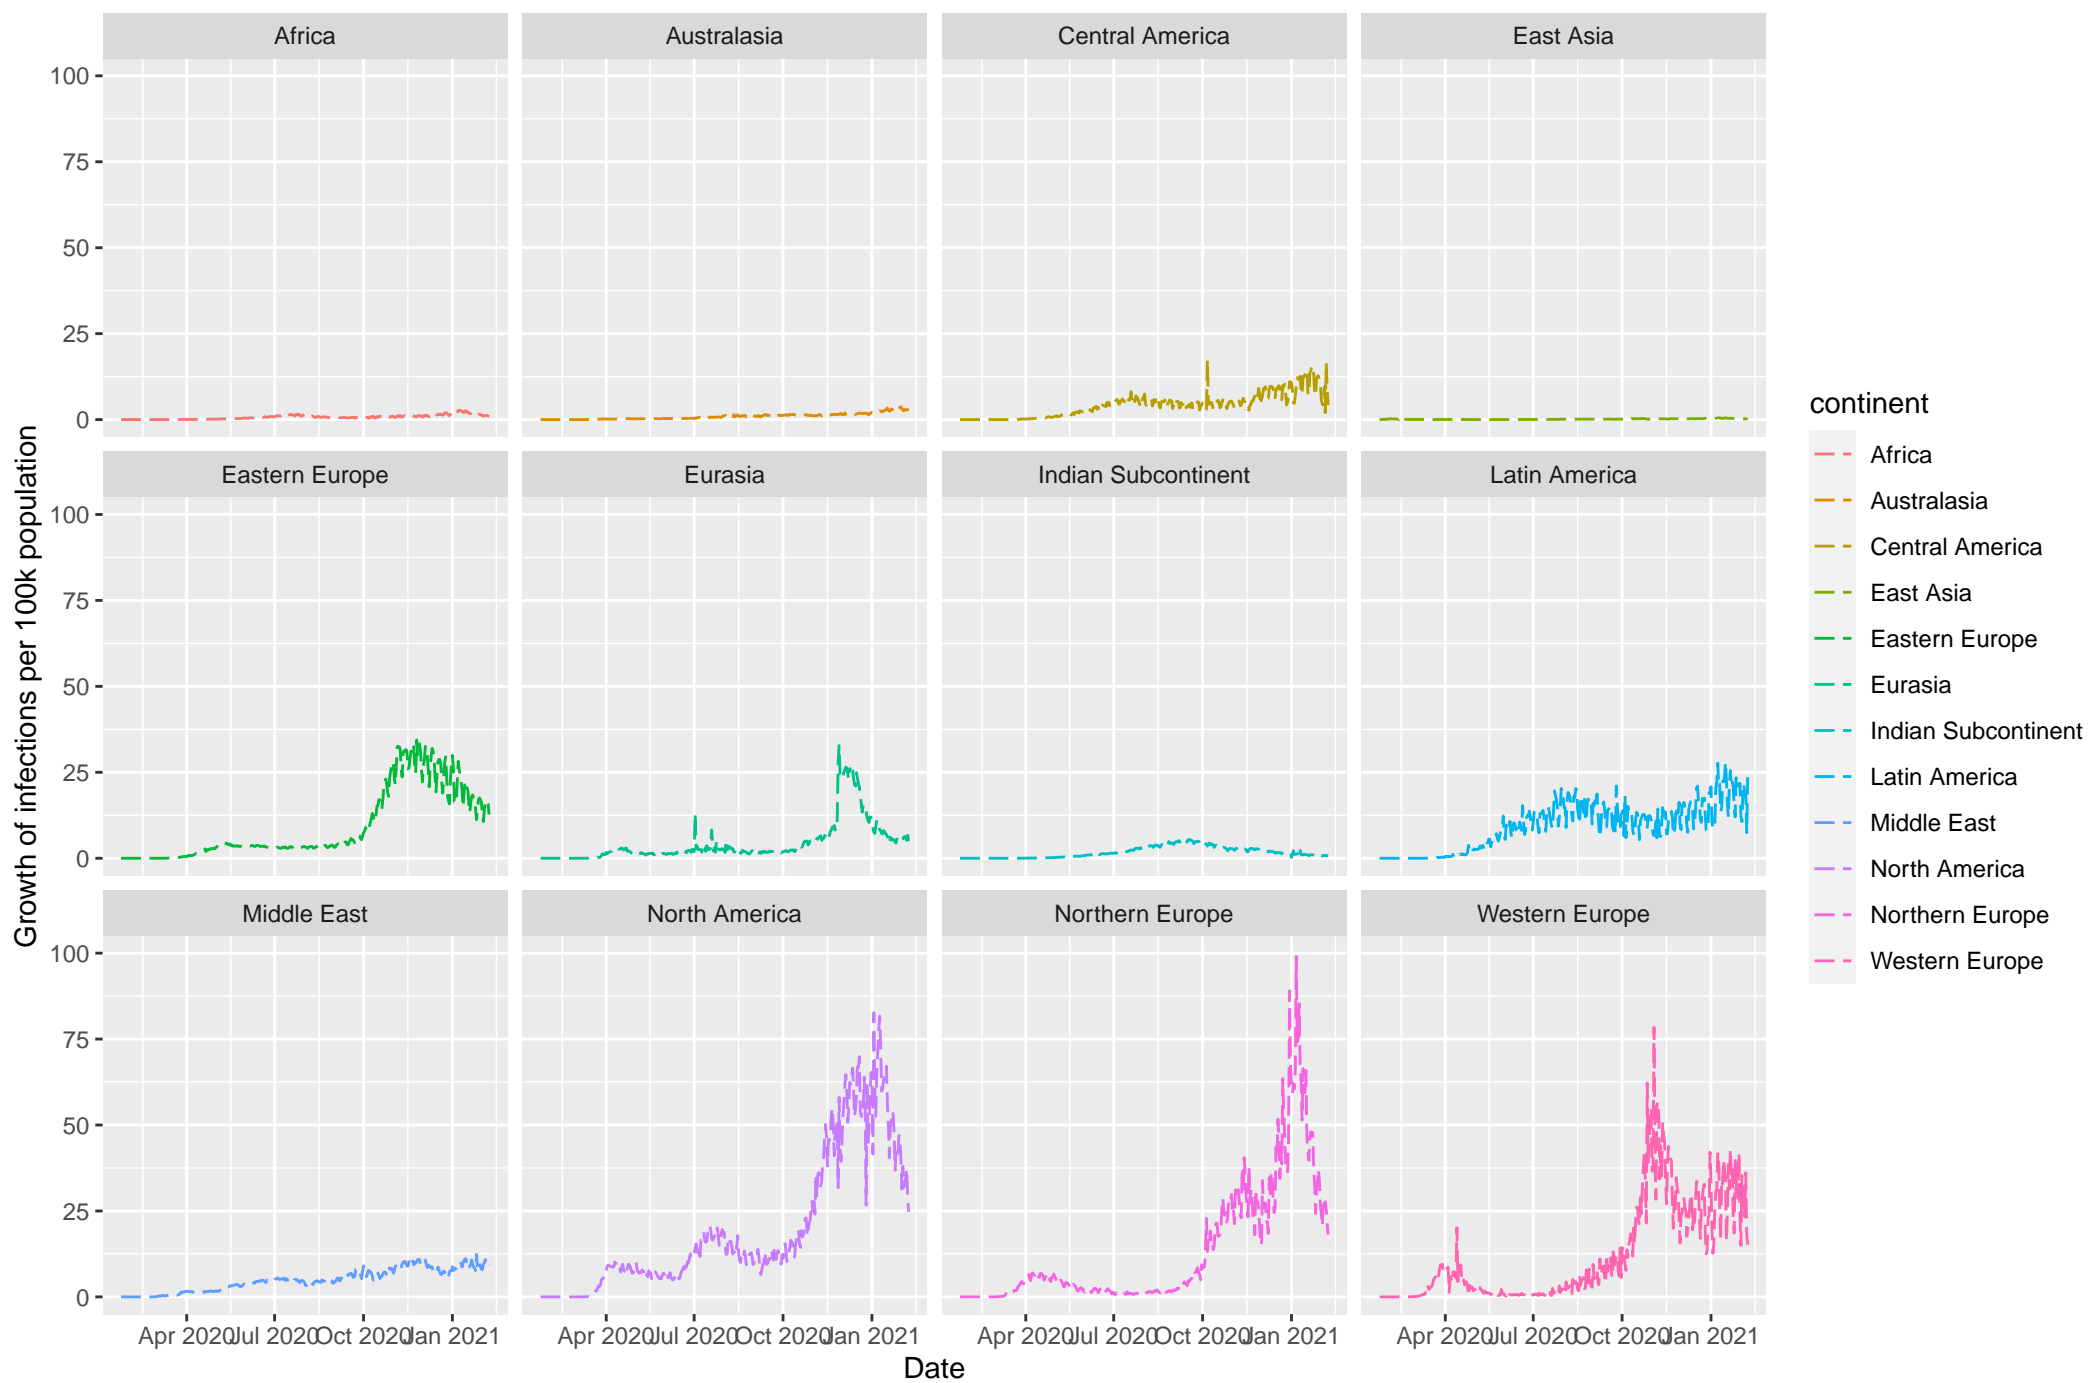 Africa
Australasia
Central America
East Asia
100
75
50
25
0
Eastern Europe
Eurasia
Indian Subcontinent
Latin America
100
75
50
25
0
Middle East
North America
Northern Europe
Western Europe
100
75
50
25
0
Apr 2020 Jul 2020 Oct 2020 Jan 2021
Apr 2020 Jul 2020 Oct 2020 Jan 2021
Apr 2020 Jul 2020 Oct 2020 Jan 2021
Apr 2020 Jul 2020 Oct 2020 Jan 2021
Date
Growth of infections per 100k population
continent
Africa
Australasia
Central America
East Asia
Eastern Europe
Eurasia
Indian Subcontinent
Latin America
Middle East
North America
Northern Europe
Western Europe